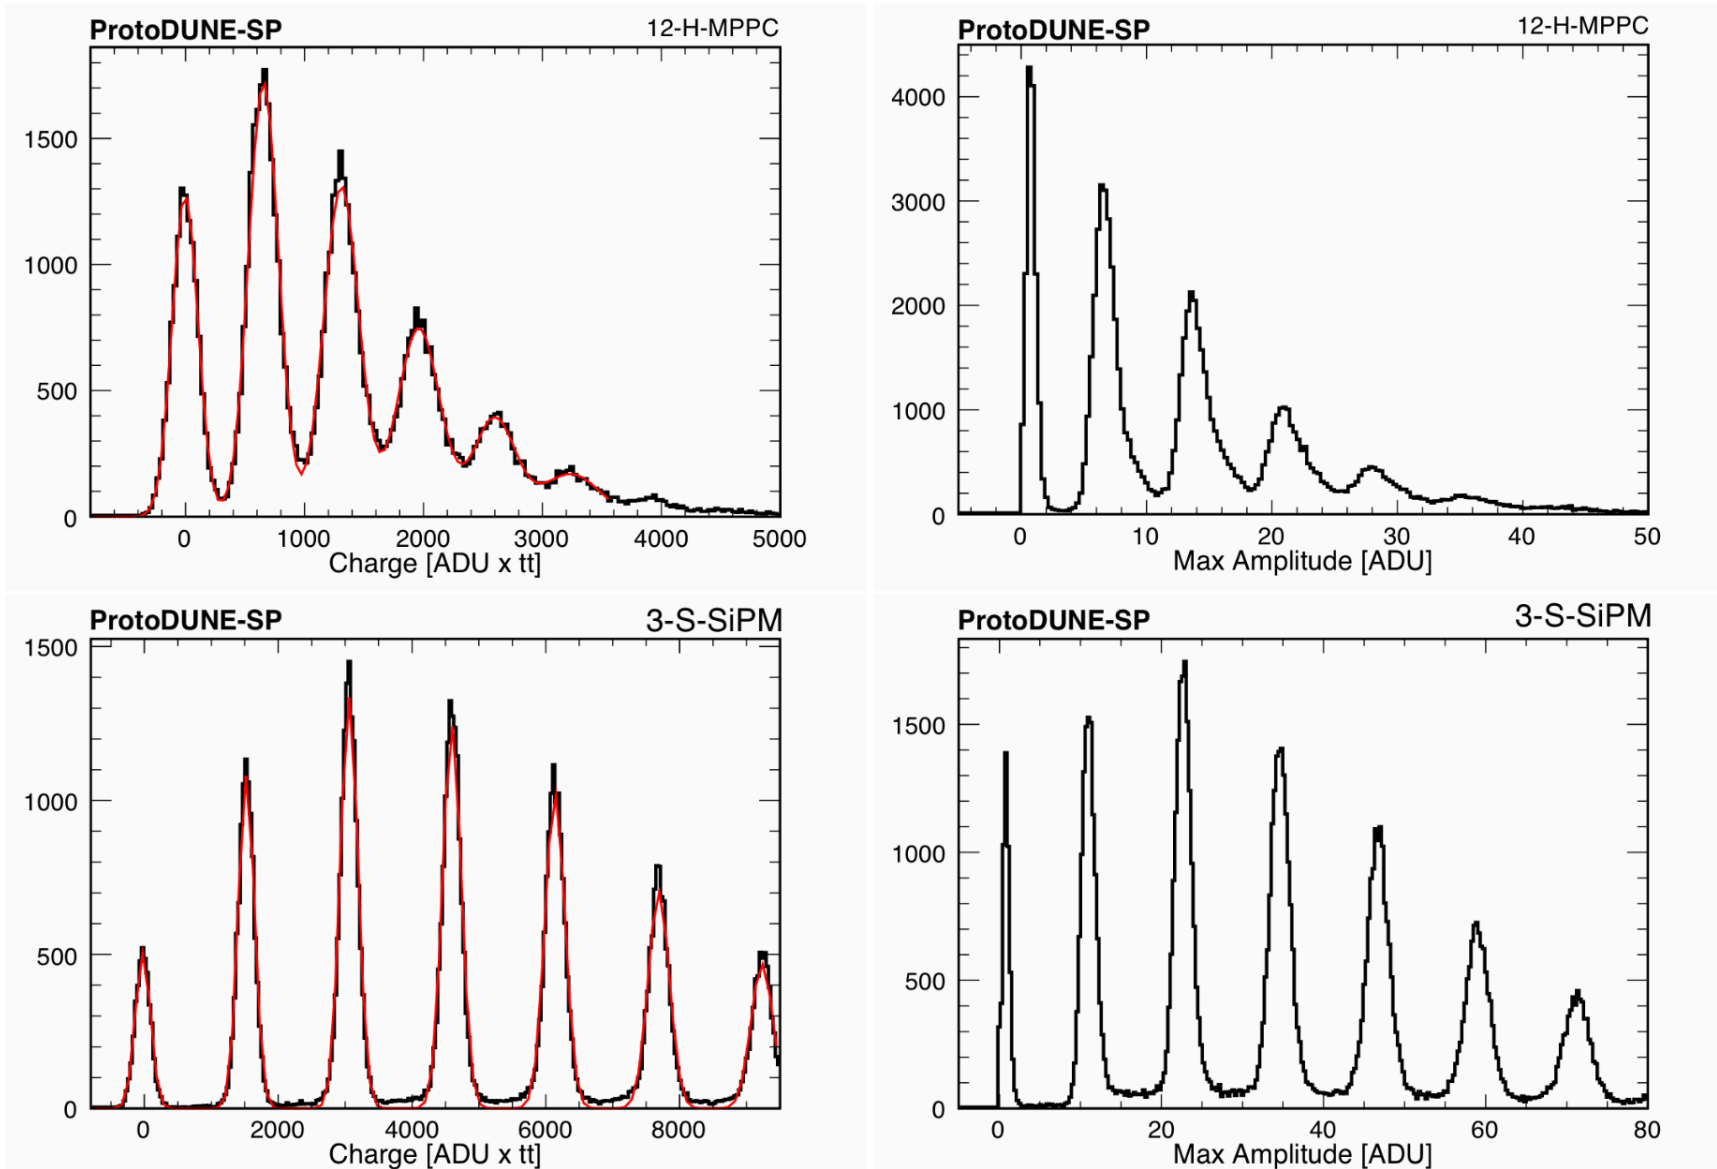 ProtoDUNE-SP 12-H-MPPC
1500
1000
500
0
0 1000 2000 3000 4000 5000
Charge [ADU x tt]
ProtoDUNE-SP 12-H-MPPC
4000
3000
2000
1000
0
0 10 20 30 40 50
Max Amplitude [ADU]
ProtoDUNE-SP 3-S-SiPM
1500
1000
500
0
0 2000 4000 6000 8000
Charge [ADU x tt]
ProtoDUNE-SP 3-S-SiPM
1500
1000
500
0
0 20 40 60 80
Max Amplitude [ADU]